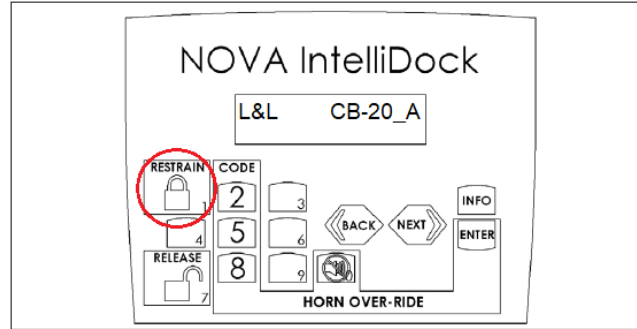 NOVA IntelliDock
L&L CB-20_A
RESTRAIN CODE
1 2 3
BACK NEXT INFO
4 5 6 ENTER
RELEASE
7 8 9 0
HORN OVER-RIDE